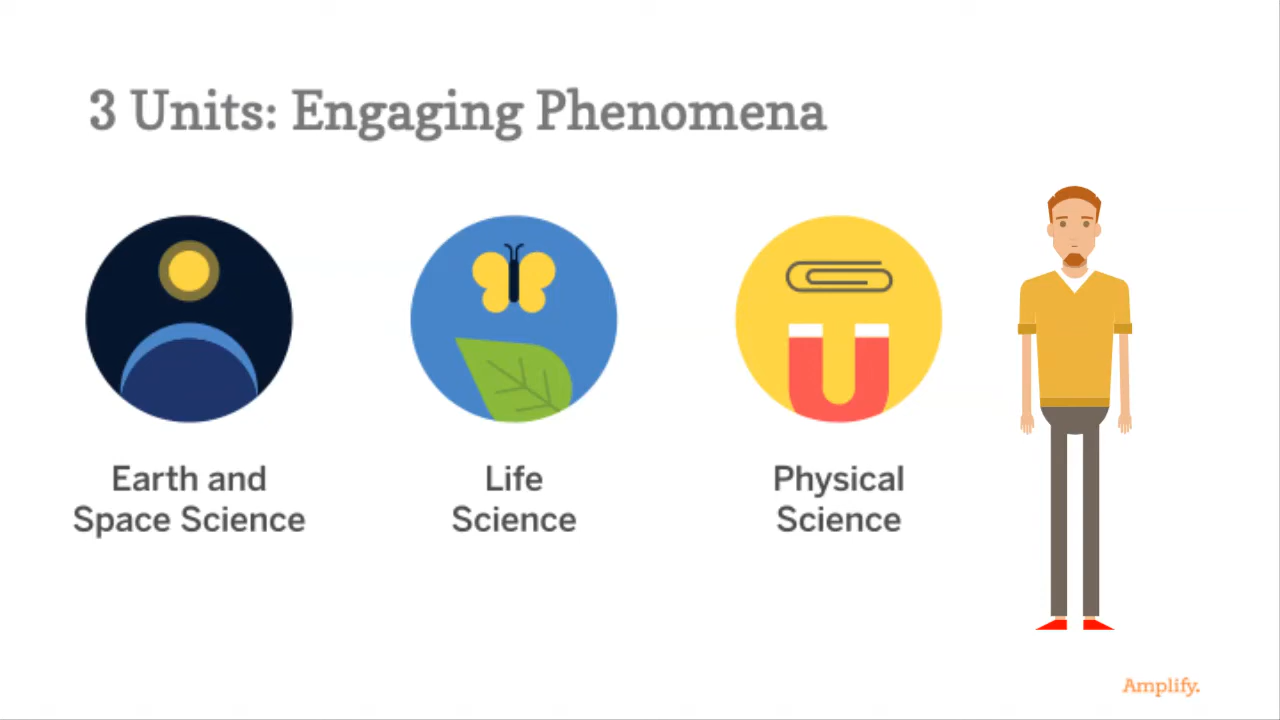 3 Units: Engaging Phenomena
Earth and
Space Science
Life
Science
Physical
Science
Amplify.